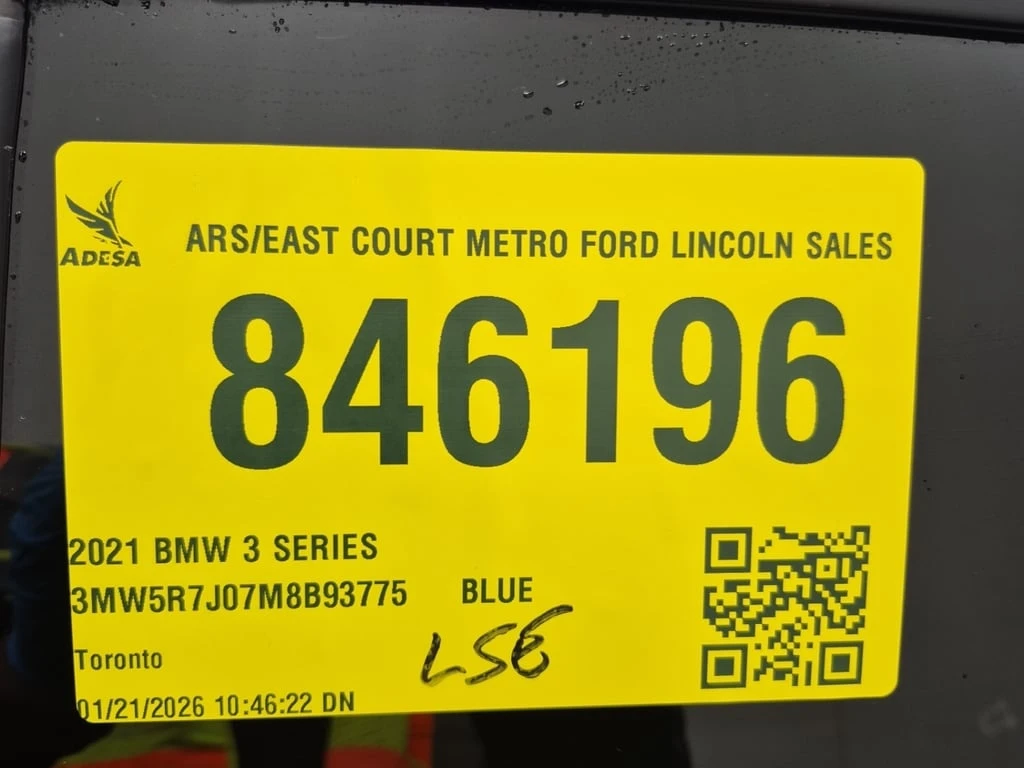 ADESA
ARS/EAST COURT METRO FORD LINCOLN SALES
846196
2021 BMW 3 SERIES
3MW5R7J07M8B93775 BLUE
LSE
Toronto
01/21/2026 10:46:22 DN